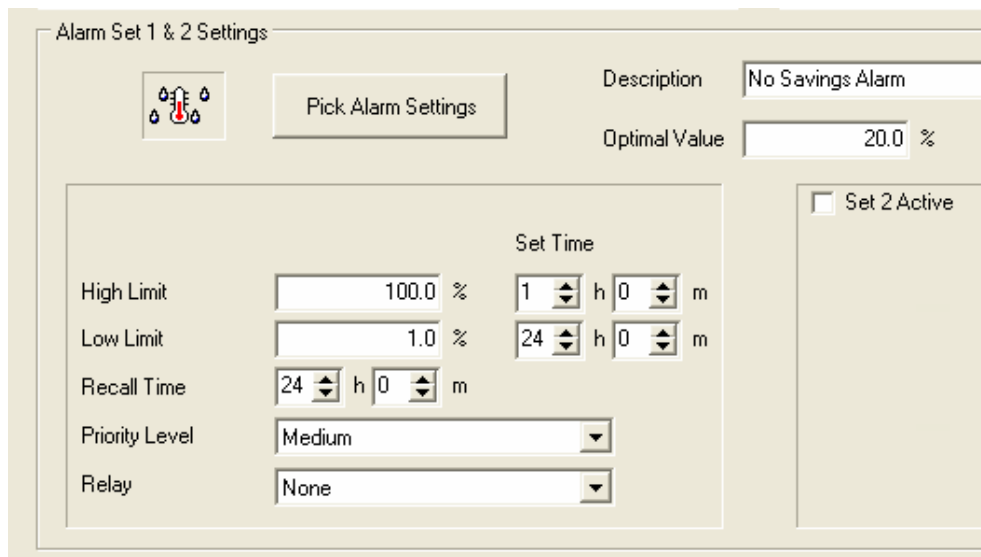 Alarm Set 1 & 2 Settings
Pick Alarm Settings
Description No Savings Alarm
Optimal Value 20.0 %
Set 2 Active
Set Time
High Limit 100.0 % 1 h 0 m
Low Limit 1.0 % 24 h 0 m
Recall Time 24 h 0 m
Priority Level Medium
Relay None